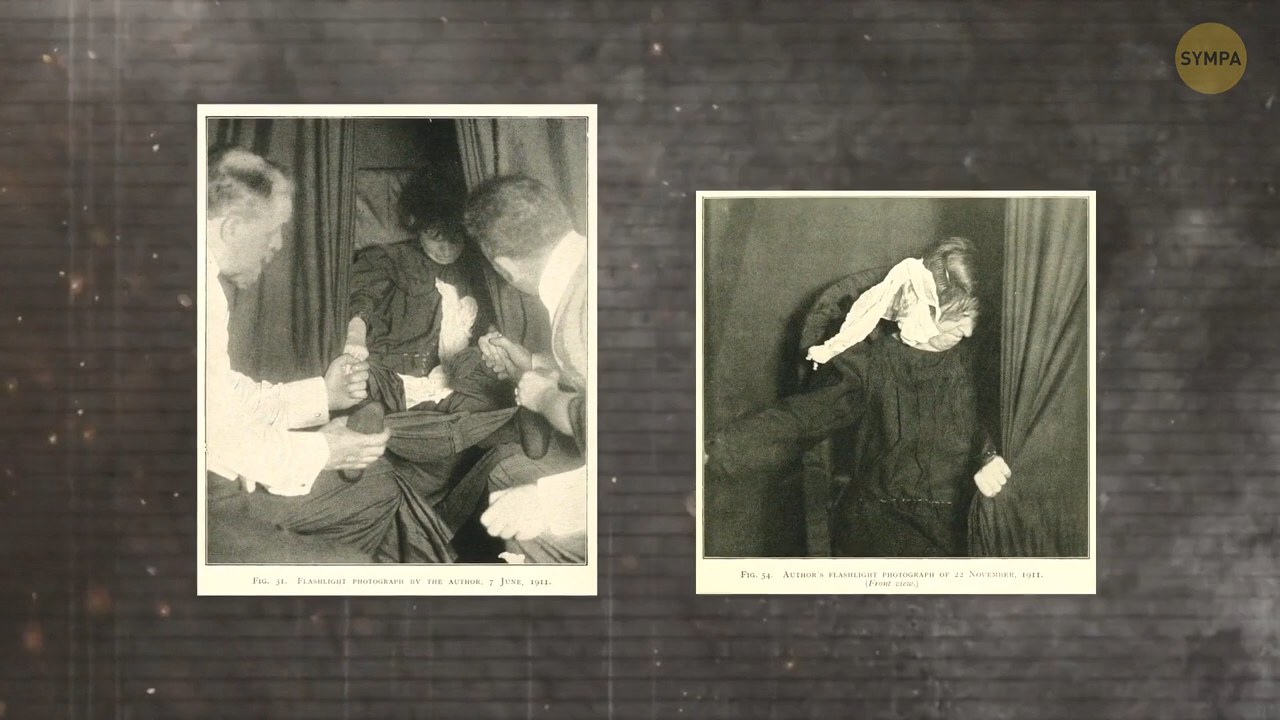 SYMPA
FIG. 31. FLASHLIGHT PHOTOGRAPH BY THE AUTHOR, 7 JUNE, 1911.
FIG. 54. AUTHOR'S FLASHLIGHT PHOTOGRAPH OF 22 NOVEMBER, 1911.
(Front view.)